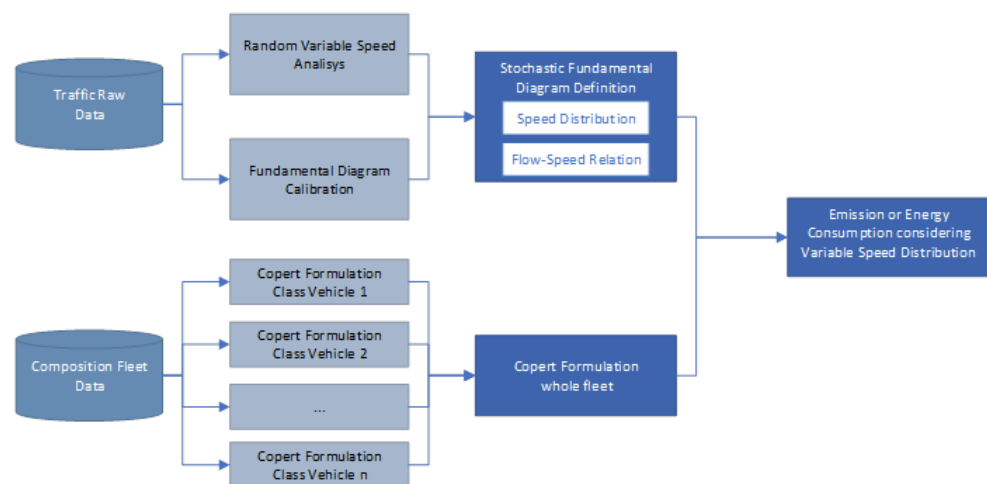 Traffic Raw
Data
Random Variable Speed
Analisys
Fundamental Diagram
Calibration
Stochastic Fundamental
Diagram Definition
Speed Distribution
Flow-Speed Relation
Emission or Energy
Consumption considering
Variable Speed Distribution
Composition Fleet
Data
Copert Formulation
Class Vehicle 1
Copert Formulation
Class Vehicle 2
...
Copert Formulation
Class Vehicle n
Copert Formulation
whole fleet